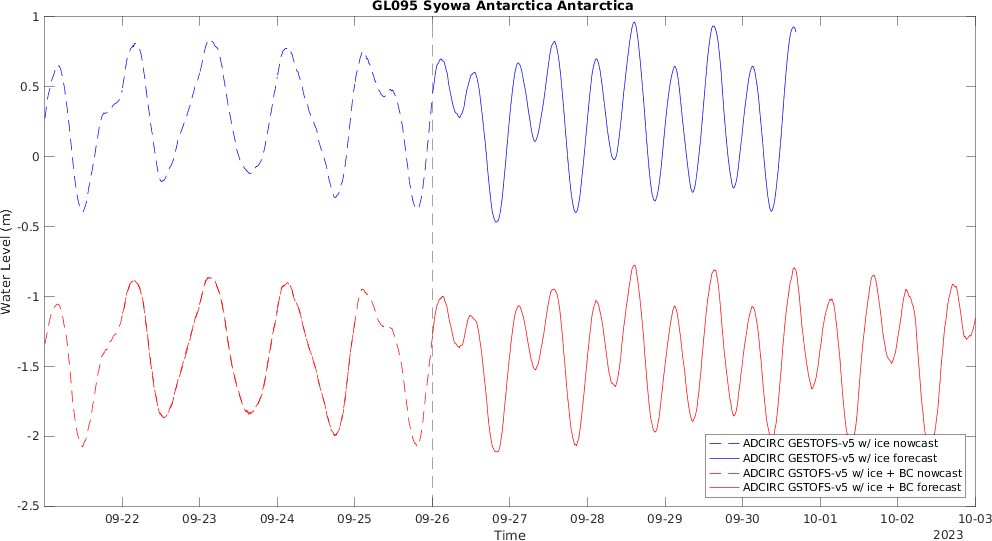 GL095 Syowa Antarctica Antarctica
1
0.5
0
-0.5
-1
-1.5
-2
-2.5
Water Level (m)
ADCIRC GESTOFS-v5 w/ ice nowcast
ADCIRC GESTOFS-v5 w/ ice forecast
ADCIRC GSTOFS-v5 w/ ice + BC nowcast
ADCIRC GSTOFS-v5 w/ ice + BC forecast
09-22 09-23 09-24 09-25 09-26 09-27 09-28 09-29 09-30 10-01 10-02 10-03
Time 2023